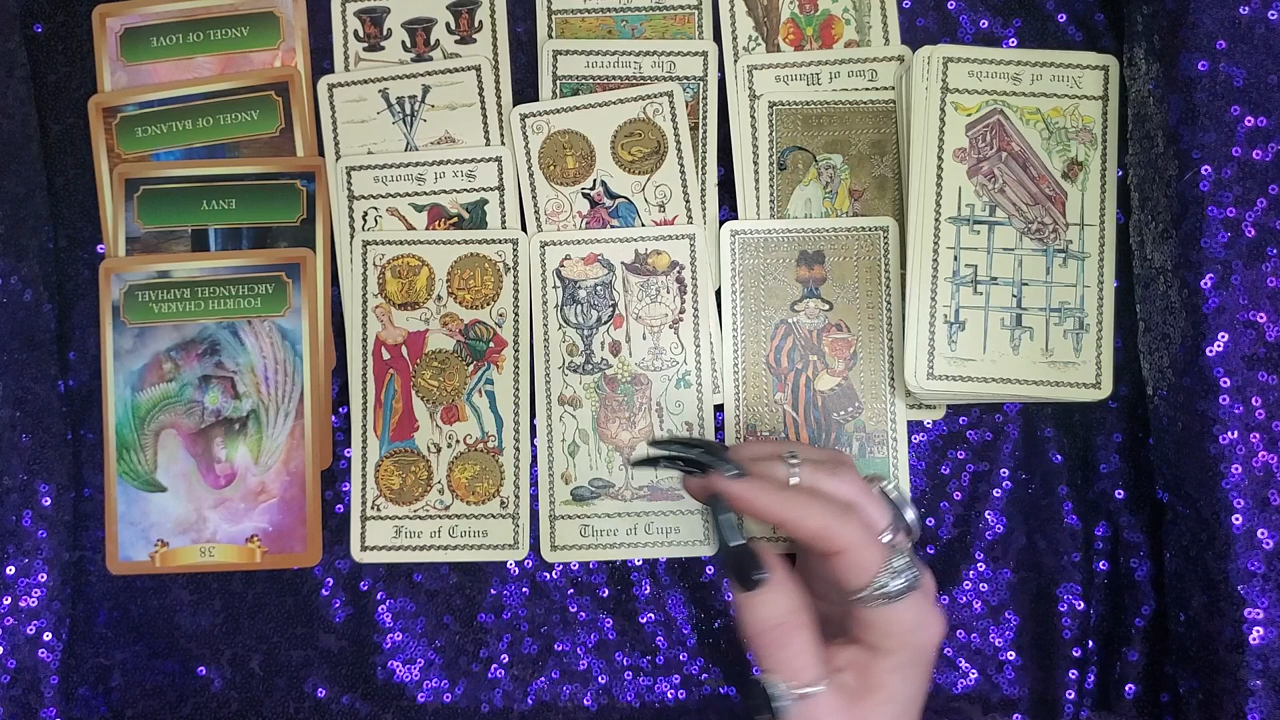 ANGEL OF LOVE
ANGEL OF BALANCE
ENVY
FOURTH CHAKRA,
ARCHANGEL RAPHAEL
38
Six of Swords
The Emperor
Two of Wands
Nine of Swords
Five of Coins
Three of Cups